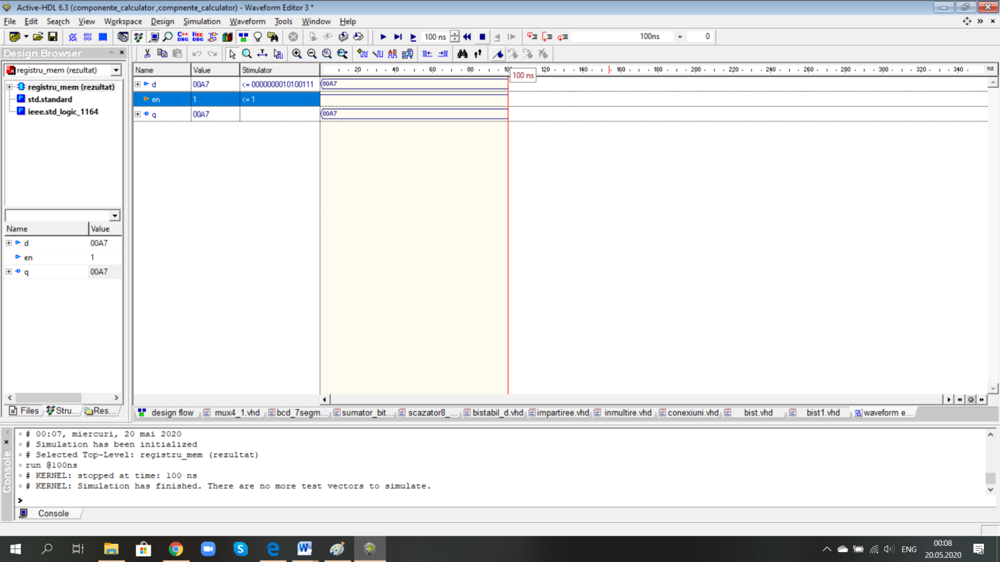 Active-HDL 6.3 (componente_calculator ,compnente_calculator) - Waveform Editor 3 *
File Edit Search View Workspace Design Simulation Waveform Tools Window Help
C++ DBG HEC DBG 100 ns 100ns + 0
Design Browser
registru_mem (rezultat)
registru_mem (rezultat)
std.standard
ieee.std_logic_1164
Name Value
d 00A7
en 1
q 00A7
Files Stru... Res...
Name Value Stimulator 20 40 60 80 120 140 160 180 200 220 240 260 280 300 320 340 ns
100 ns
d 00A7 <= 0000000010100111 00A7
en 1 <= 1
q 00A7 00A7
design flow mux4_1.vhd bcd_7segm... sumator_bit... scazator8_... bistabil_d.vhd impartiree.vhd inmultire.vhd conexiuni.vhd bist.vhd bist1.vhd waveform e...
Console
# 00:07, miercuri, 20 mai 2020
# Simulation has been initialized
# Selected Top-Level: registru_mem (rezultat)
run @100ns
# KERNEL: stopped at time: 100 ns
# KERNEL: Simulation has finished. There are no more test vectors to simulate.
>
Console
ENG 00:08
20.05.2020